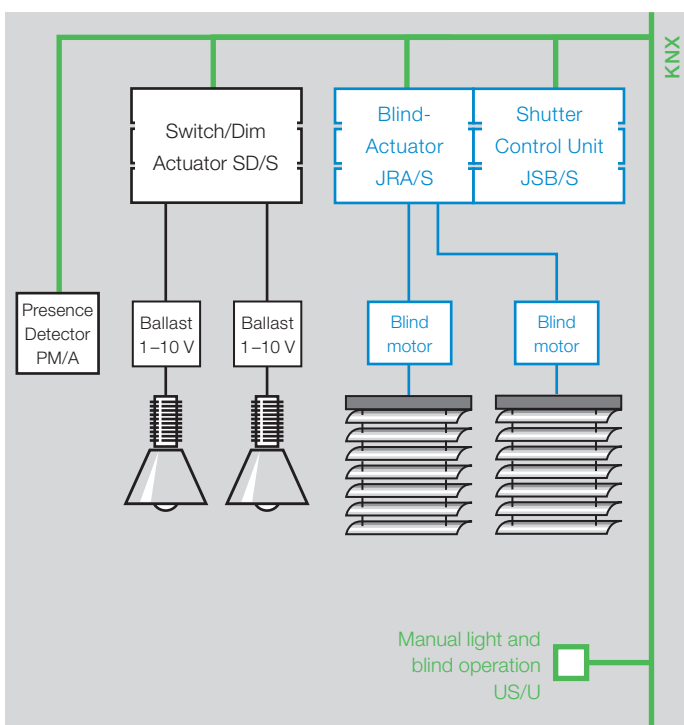 KNX
Switch/Dim
Actuator SD/S
Blind-
Actuator
JRA/S
Shutter
Control Unit
JSB/S
Presence
Detector
PM/A
Ballast
1–10 V
Ballast
1–10 V
Blind
motor
Blind
motor
Manual light and
blind operation
US/U